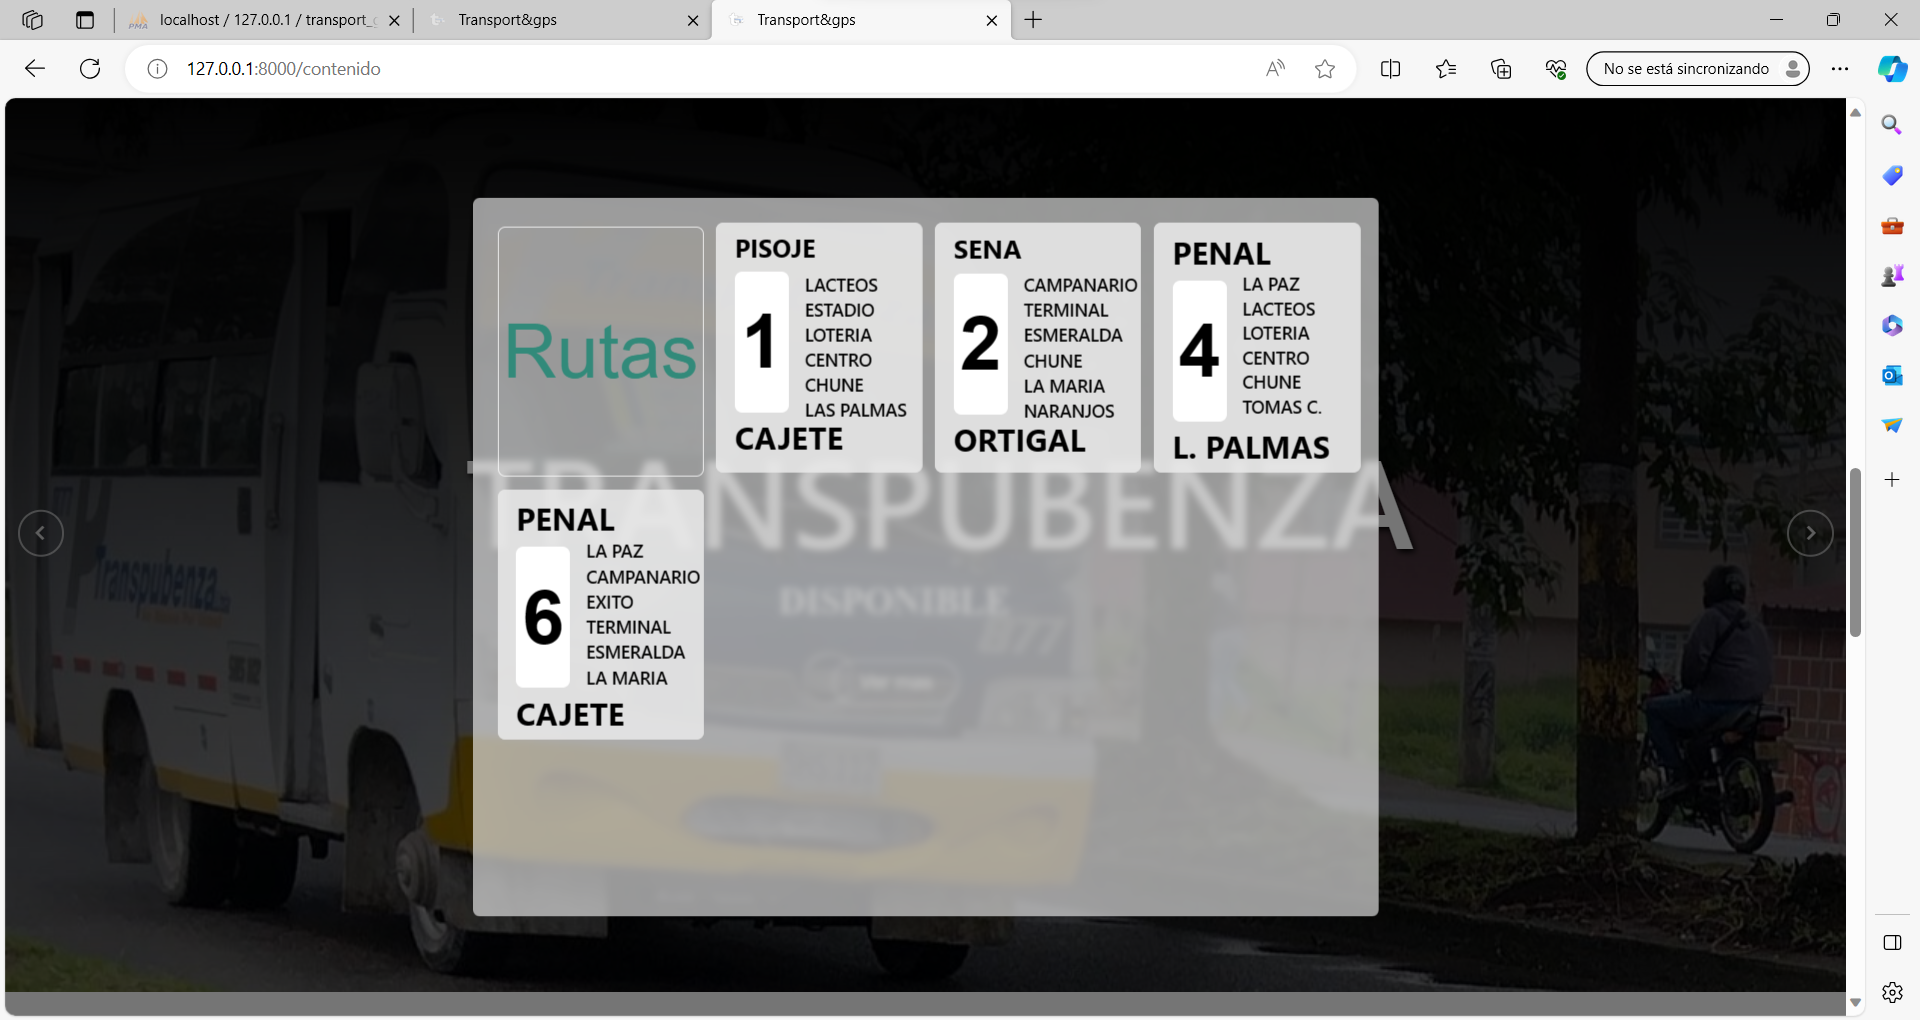 localhost / 127.0.0.1 / transport_
Transport&gps
Transport&gps
127.0.0.1:8000/contenido
No se está sincronizando
Rutas
PISOJE
1
LACTEOS
ESTADIO
LOTERIA
CENTRO
CHUNE
LAS PALMAS
CAJETE
SENA
2
CAMPANARIO
TERMINAL
ESMERALDA
CHUNE
LA MARIA
NARANJOS
ORTIGAL
PENAL
4
LA PAZ
LACTEOS
LOTERIA
CENTRO
CHUNE
TOMAS C.
L. PALMAS
PENAL
6
LA PAZ
CAMPANARIO
EXITO
TERMINAL
ESMERALDA
LA MARIA
CAJETE
TRANSPUBENZA
DISPONIBLE
877
Transpubenza